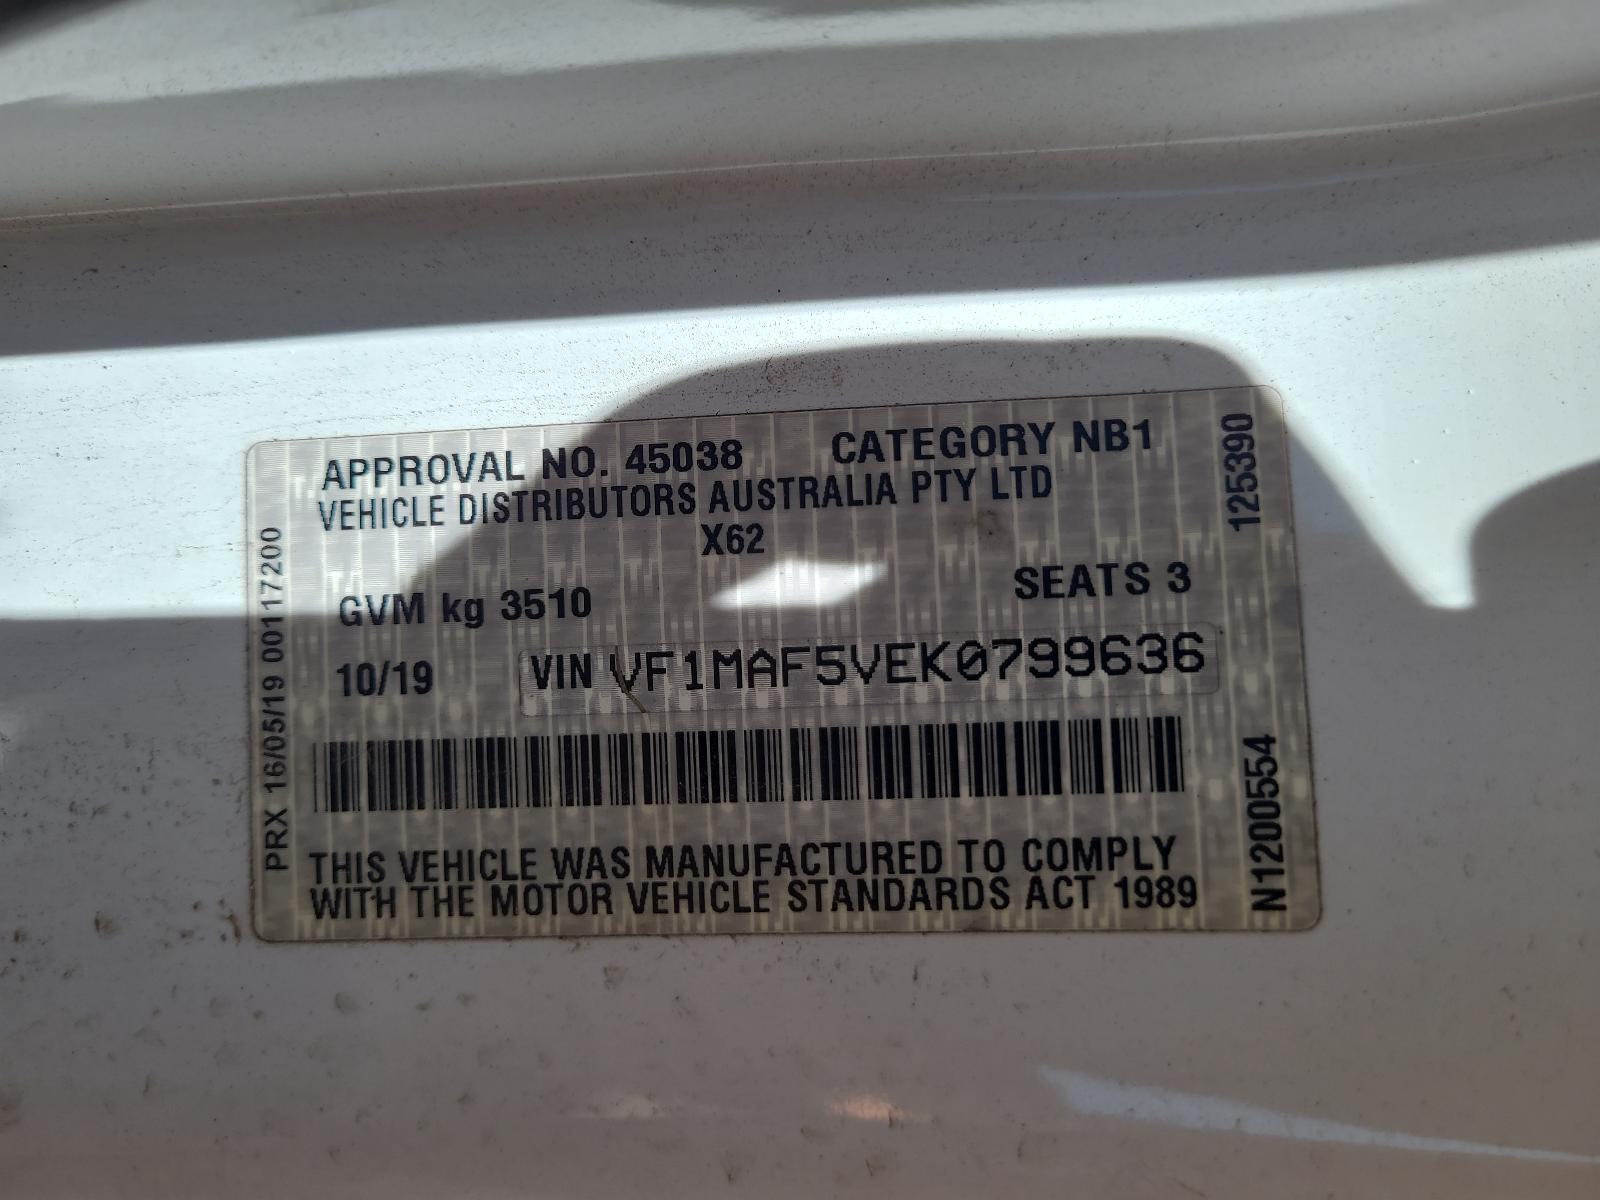 APPROVAL NO. 45038 CATEGORY NB1
VEHICLE DISTRIBUTORS AUSTRALIA PTY LTD
X62
GVM kg 3510 SEATS 3
10/19 VIN VF1MAF5VEK0799636
THIS VEHICLE WAS MANUFACTURED TO COMPLY
WITH THE MOTOR VEHICLE STANDARDS ACT 1989
PRX 16/05/19 00117200
125390
N1200554